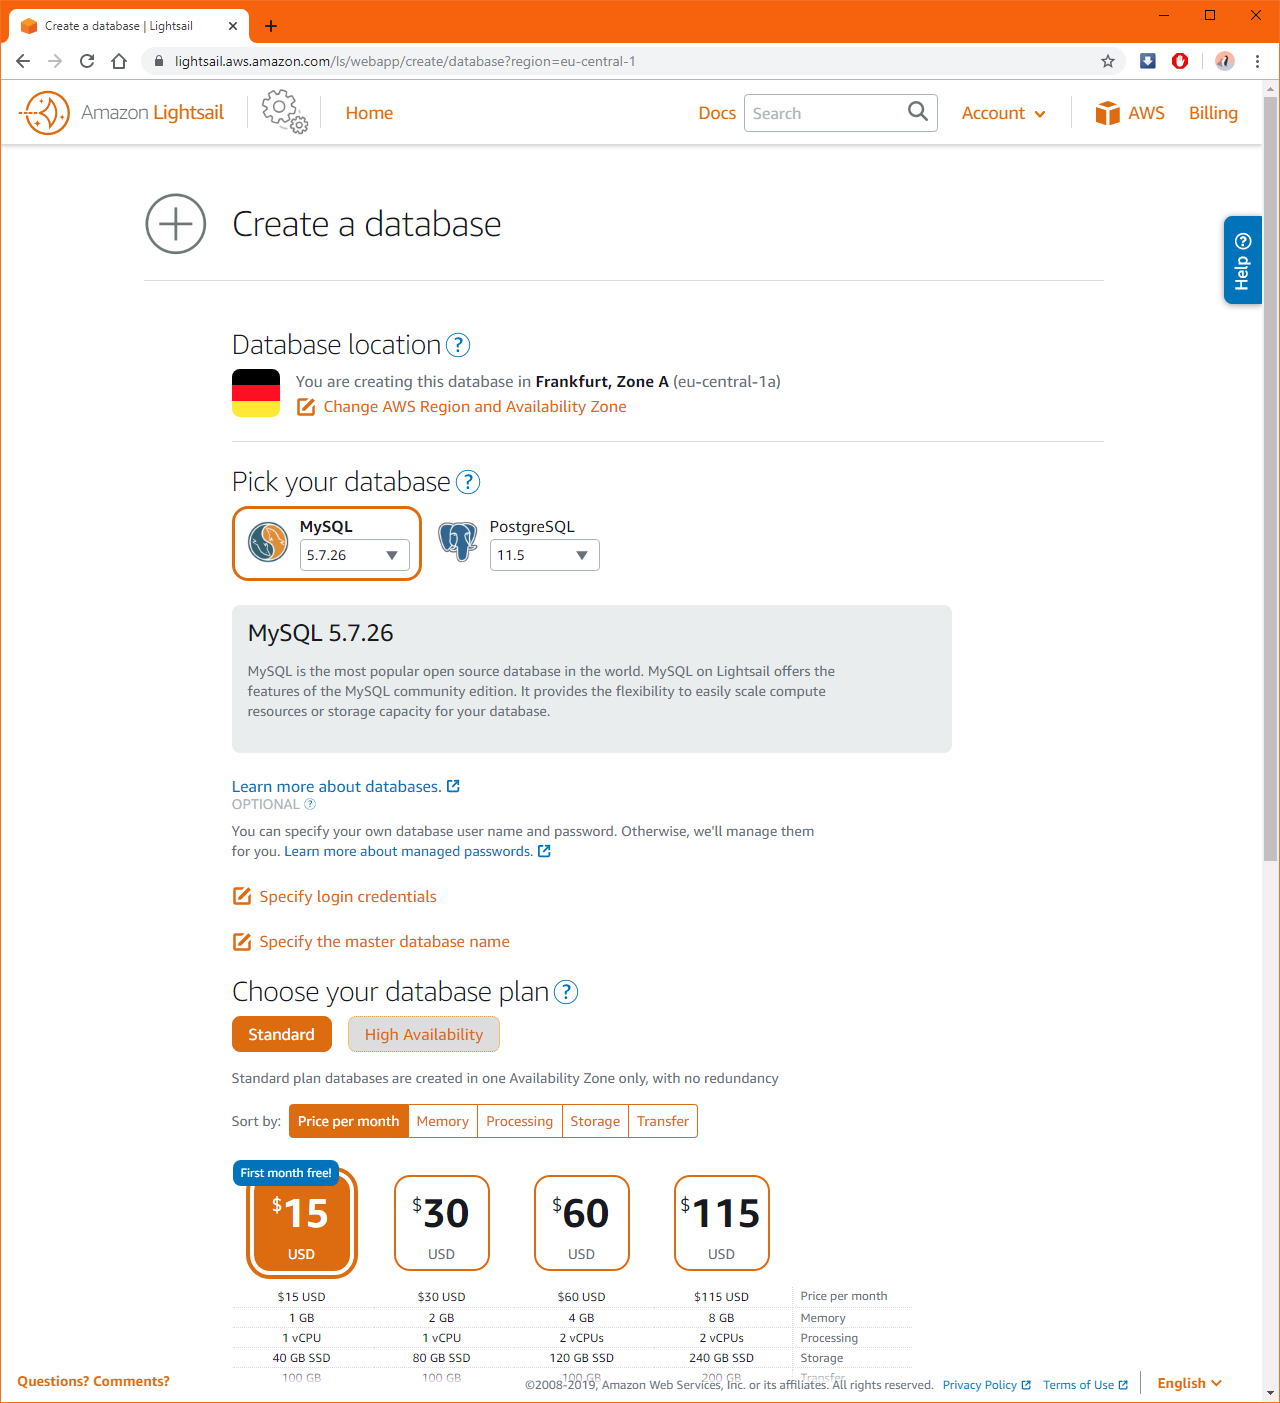 Create a database | Lightsail
lightsail.aws.amazon.com/ls/webapp/create/database?region=eu-central-1
Amazon Lightsail
Home
Docs
Search
Account
AWS
Billing
Create a database
Help ?
Database location ?
You are creating this database in Frankfurt, Zone A (eu-central-1a)
Change AWS Region and Availability Zone
Pick your database ?
MySQL
5.7.26
PostgreSQL
11.5
MySQL 5.7.26
MySQL is the most popular open source database in the world. MySQL on Lightsail offers the
features of the MySQL community edition. It provides the flexibility to easily scale compute
resources or storage capacity for your database.
Learn more about databases.
OPTIONAL ?
You can specify your own database user name and password. Otherwise, we'll manage them
for you. Learn more about managed passwords.
Specify login credentials
Specify the master database name
Choose your database plan ?
Standard High Availability
Standard plan databases are created in one Availability Zone only, with no redundancy
Sort by: Price per month Memory Processing Storage Transfer
First month free!
$15 $30 $60 $115
USD USD USD USD
$15 USD $30 USD $60 USD $115 USD Price per month
1 GB 2 GB 4 GB 8 GB Memory
1 vCPU 1 vCPU 2 vCPUs 2 vCPUs Processing
40 GB SSD 80 GB SSD 120 GB SSD 240 GB SSD Storage
100 GB 100 GB 100 GB 200 GB Transfer
Questions? Comments?
©2008-2019, Amazon Web Services, Inc. or its affiliates. All rights reserved. Privacy Policy Terms of Use English